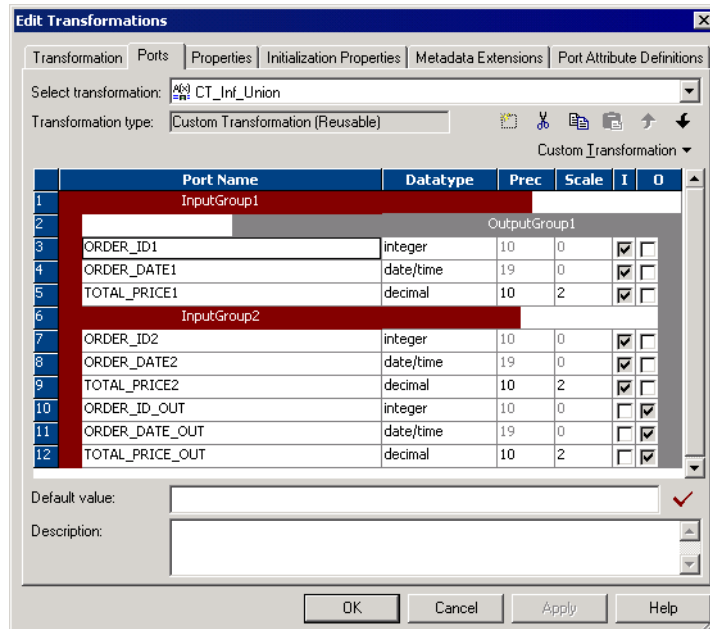 Edit Transformations
Transformation Ports Properties Initialization Properties Metadata Extensions Port Attribute Definitions
Select transformation: CT_Inf_Union
Transformation type: Custom Transformation (Reusable)
Custom Transformation
Port Name Datatype Prec Scale I O
1 InputGroup1
2 OutputGroup1
3 ORDER_ID1 integer 10 0
4 ORDER_DATE1 date/time 19 0
5 TOTAL_PRICE1 decimal 10 2
6 InputGroup2
7 ORDER_ID2 integer 10 0
8 ORDER_DATE2 date/time 19 0
9 TOTAL_PRICE2 decimal 10 2
10 ORDER_ID_OUT integer 10 0
11 ORDER_DATE_OUT date/time 19 0
12 TOTAL_PRICE_OUT decimal 10 2
Default value:
Description:
OK Cancel Apply Help